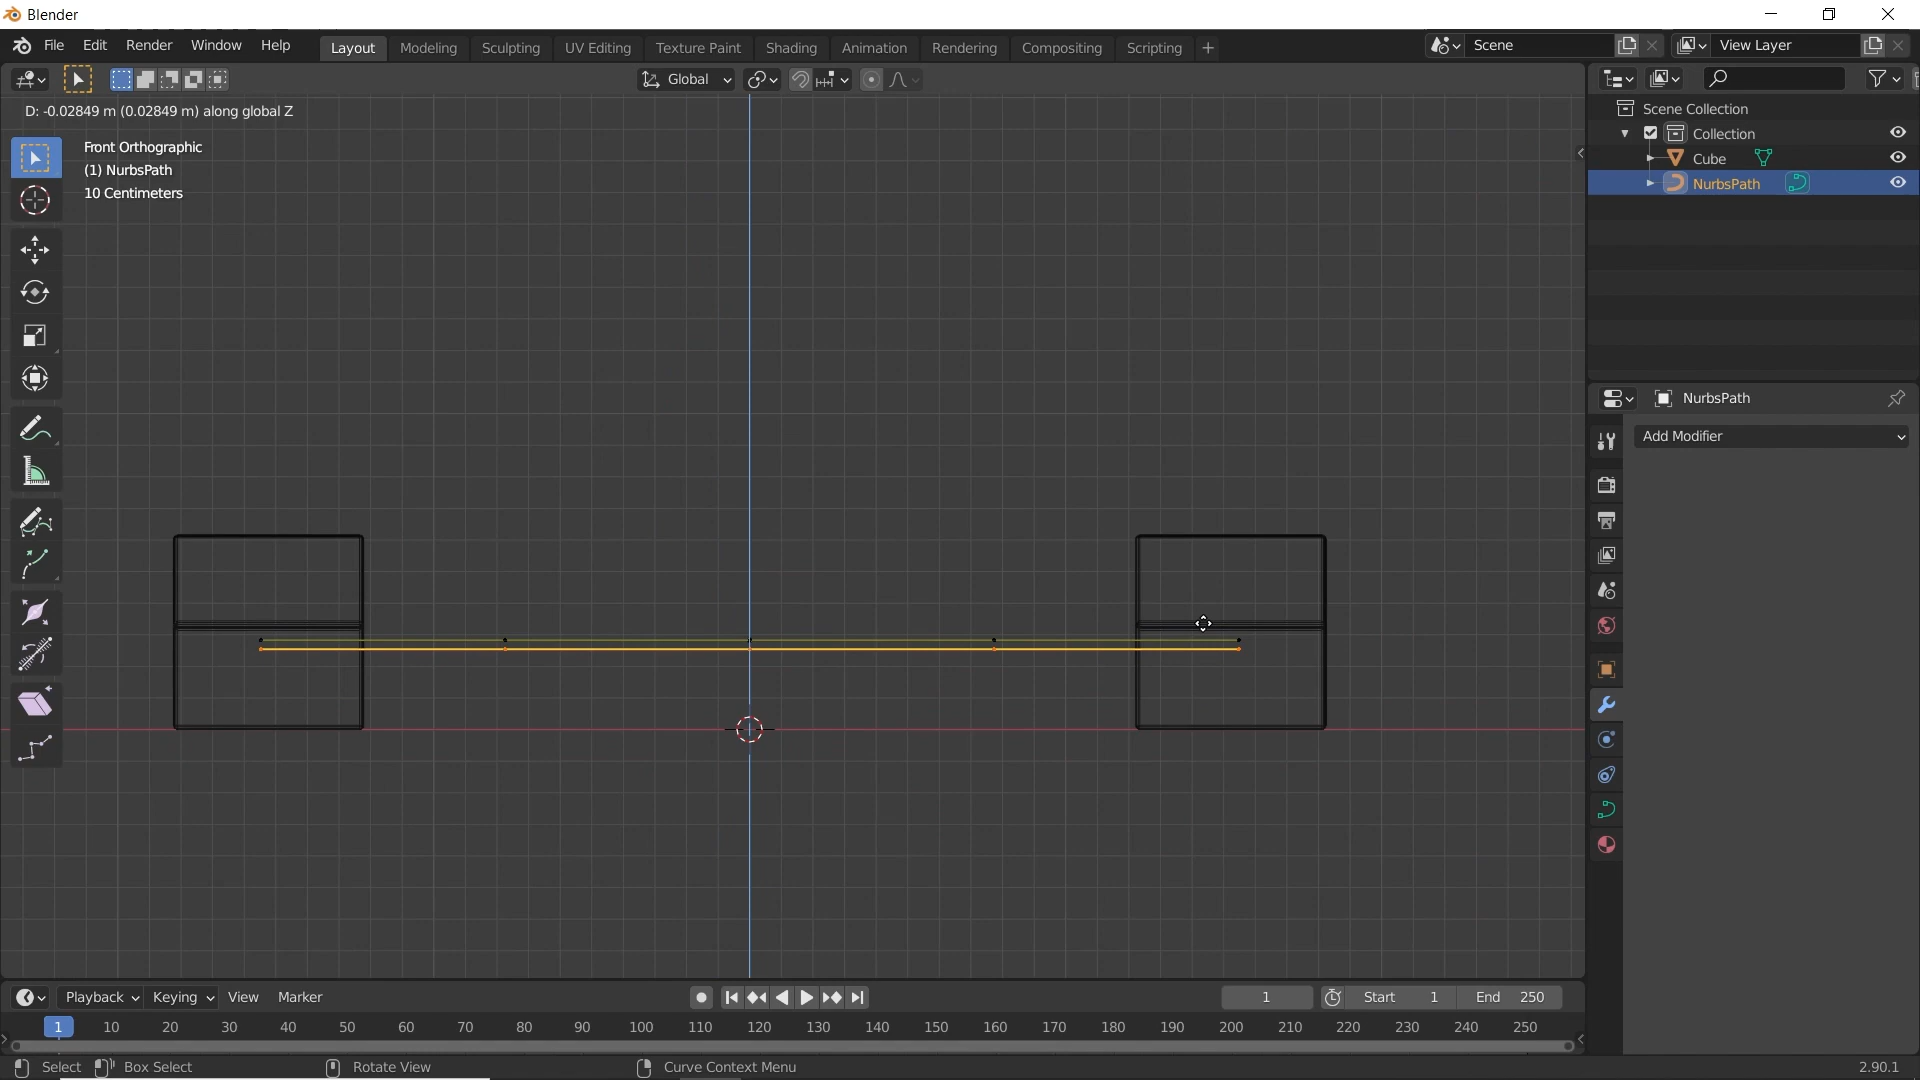 Blender
File Edit Render Window Help
Layout Modeling Sculpting UV Editing Texture Paint Shading Animation Rendering Compositing Scripting +
Scene
View Layer
Global
D: -0.02849 m (0.02849 m) along global Z
Front Orthographic
(1) NurbsPath
10 Centimeters
Scene Collection
Collection
Cube
NurbsPath
NurbsPath
Add Modifier
Playback Keying View Marker
1
Start 1
End 250
1 10 20 30 40 50 60 70 80 90 100 110 120 130 140 150 160 170 180 190 200 210 220 230 240 250
Select Box Select Rotate View Curve Context Menu 2.90.1